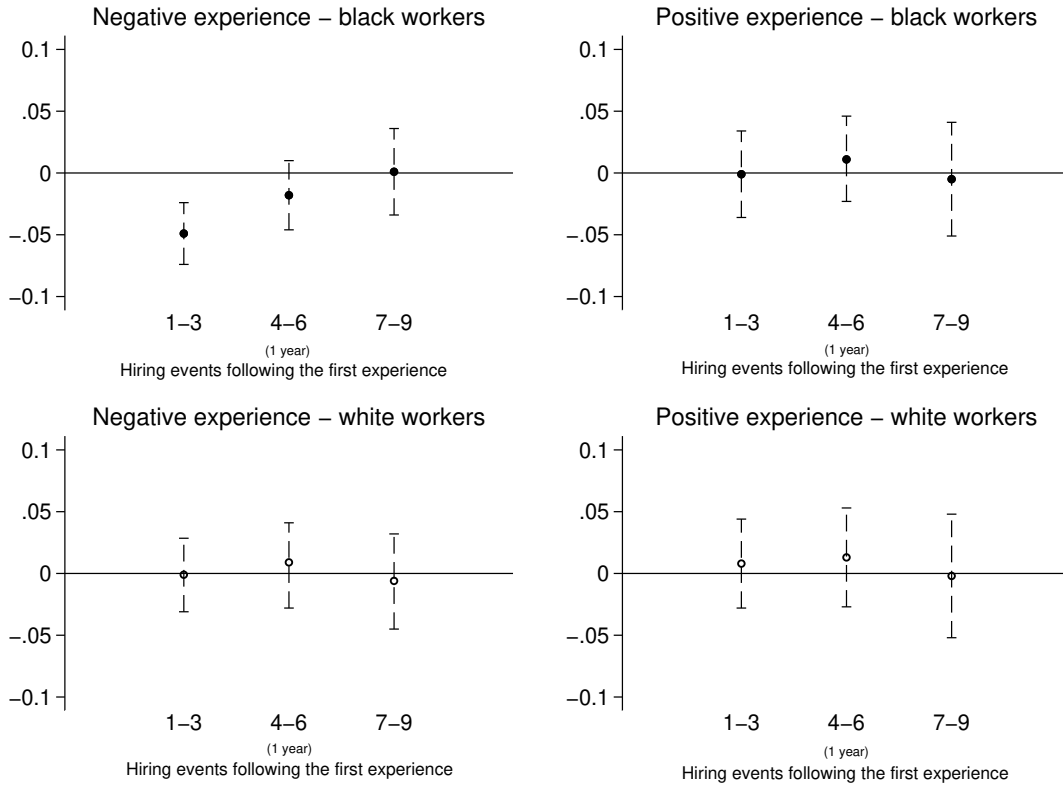 Negative experience − black workers
0.1
.05
0
−.05
−0.1
1−3 4−6 7−9
(1 year)
Hiring events following the first experience
Positive experience − black workers
0.1
.05
0
−.05
−0.1
1−3 4−6 7−9
(1 year)
Hiring events following the first experience
Negative experience − white workers
0.1
.05
0
−.05
−0.1
1−3 4−6 7−9
(1 year)
Hiring events following the first experience
Positive experience − white workers
0.1
.05
0
−.05
−0.1
1−3 4−6 7−9
(1 year)
Hiring events following the first experience